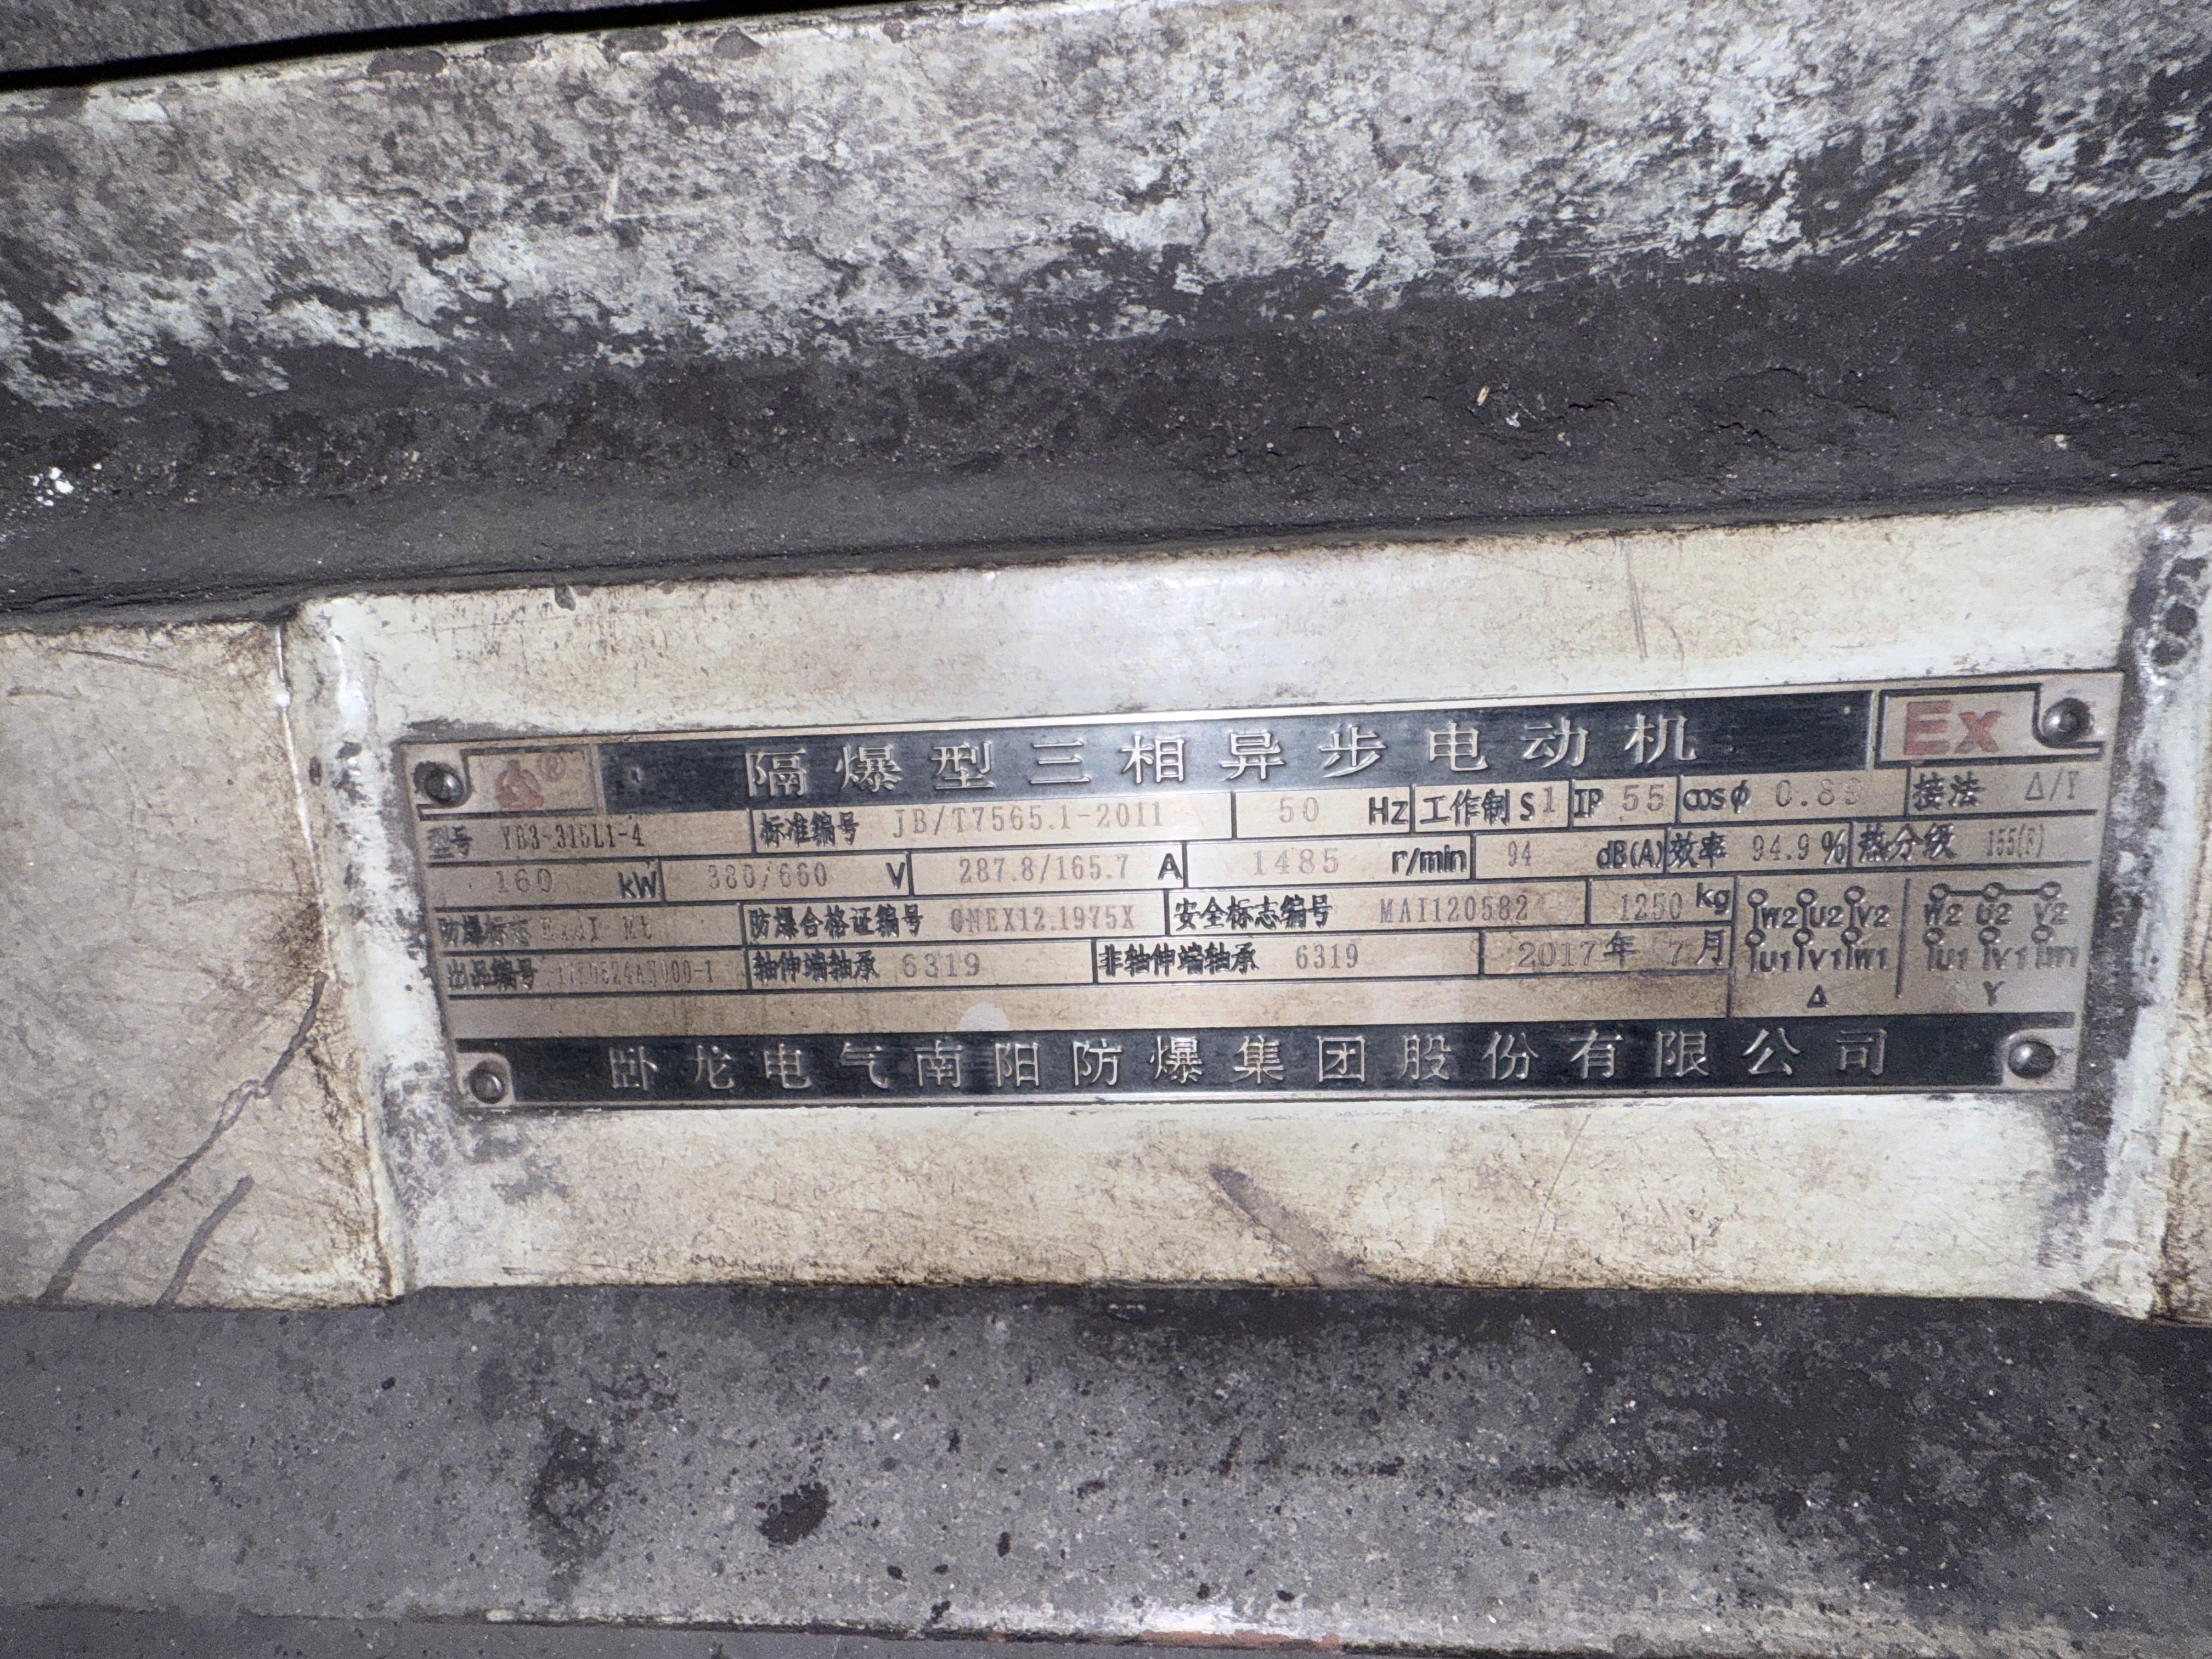 隔爆型三相异步电动机 Ex
型号 YB3-315L1-4 标准编号 JB/T7565.1-2011 50 Hz 工作制 S1 IP 55 cosφ 0.89 接法 Δ/Y
160 kW 380/660 V 287.8/165.7 A 1485 r/min 94 dB(A) 效率 94.9% 热分级 155(F)
防爆标志 防爆合格证编号 CNEX12.1975X 安全标志编号 MAI120582 1250 kg
W2 U2 V2 W2 U2 V2
出品编号 轴伸端轴承 6319 非轴伸端轴承 6319 2017年 7月
U1 V1 W1 U1 V1 W1
Δ Y
卧龙电气南阳防爆集团股份有限公司